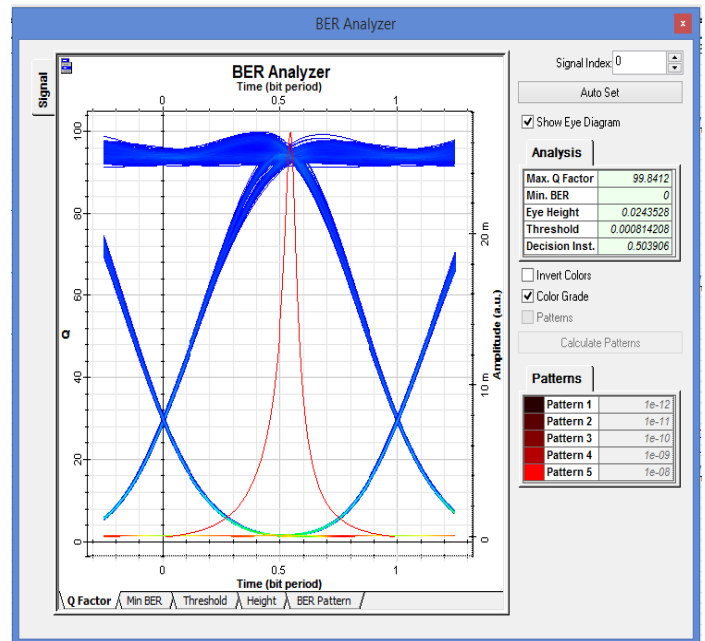 BER Analyzer
x
Signal
BER Analyzer
Time (bit period)
0 0.5 1
100
80
60
40
20
0
Q
20 m
10 m
0
Amplitude (a.u.)
0 0.5 1
Time (bit period)
Q Factor Min BER Threshold Height BER Pattern
Signal Index: 0
Auto Set
Show Eye Diagram
Analysis
Max. Q Factor 99.8412
Min. BER 0
Eye Height 0.0243528
Threshold 0.000814208
Decision Inst. 0.503906
Invert Colors
Color Grade
Patterns
Calculate Patterns
Patterns
Pattern 1 1e-12
Pattern 2 1e-11
Pattern 3 1e-10
Pattern 4 1e-09
Pattern 5 1e-08